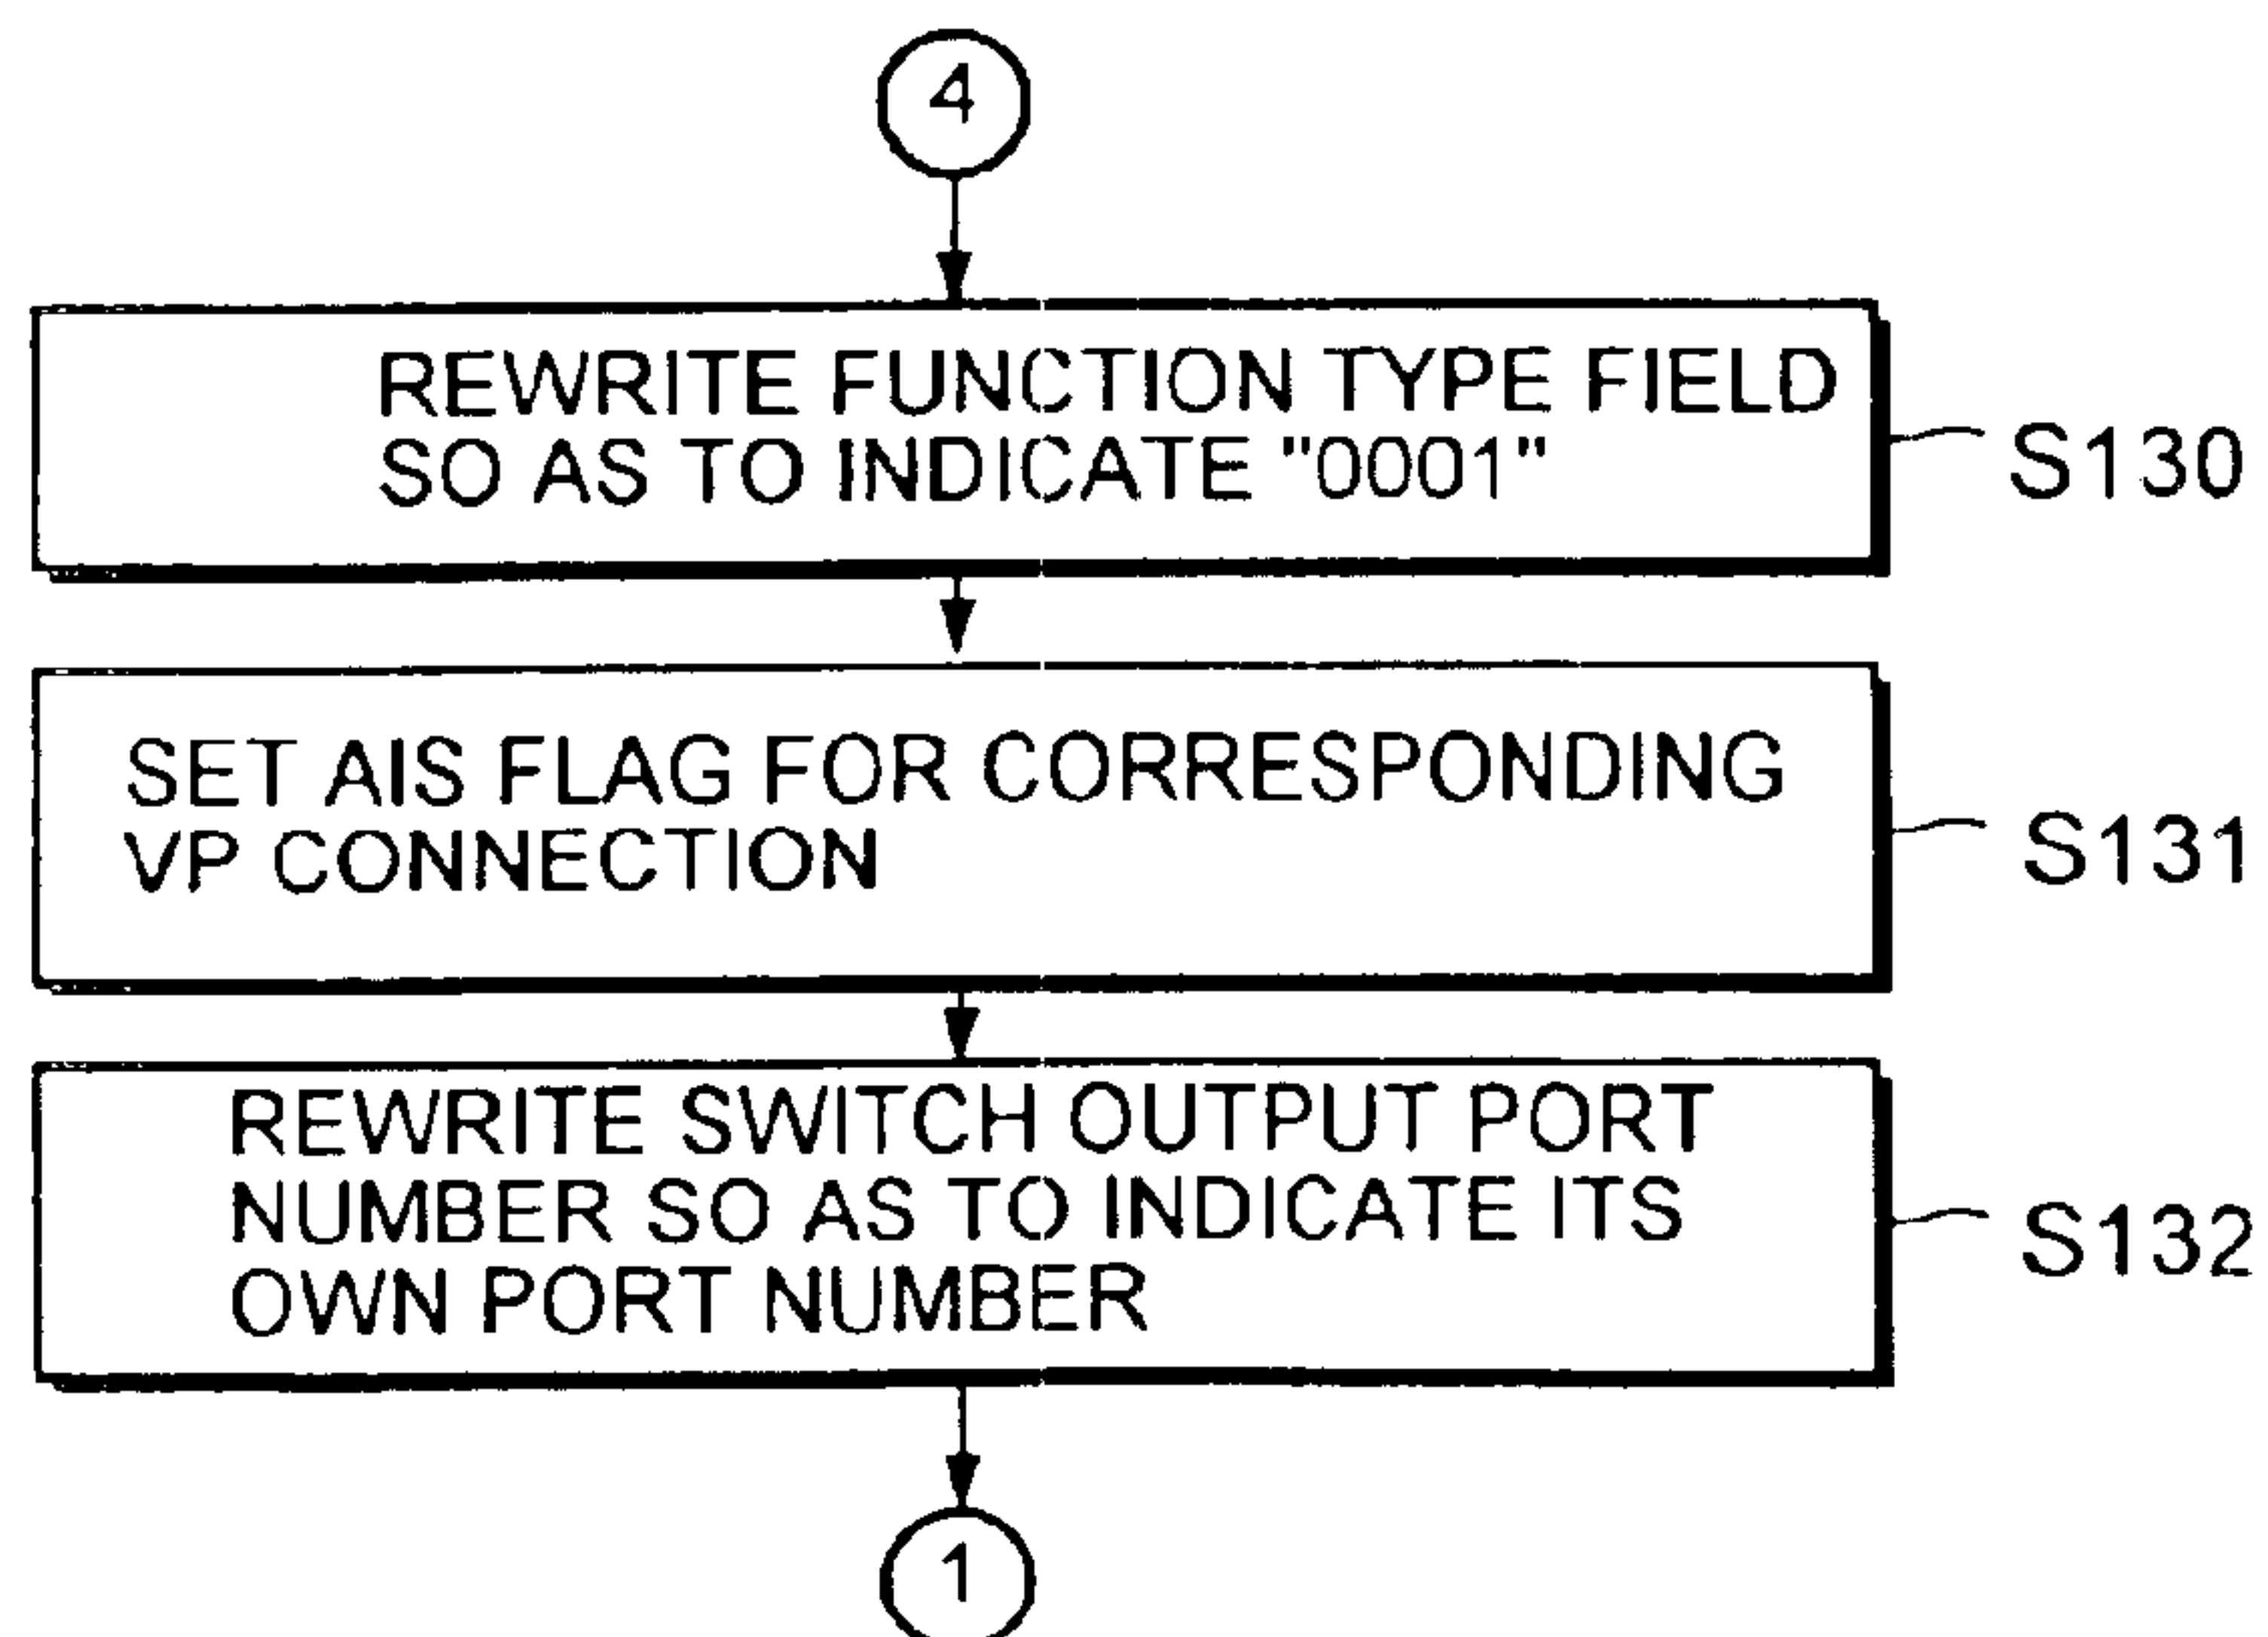 4
REWRITE FUNCTION TYPE FIELD
SO AS TO INDICATE "0001"
S130
SET AIS FLAG FOR CORRESPONDING
VP CONNECTION
S131
REWRITE SWITCH OUTPUT PORT
NUMBER SO AS TO INDICATE ITS
OWN PORT NUMBER
S132
1